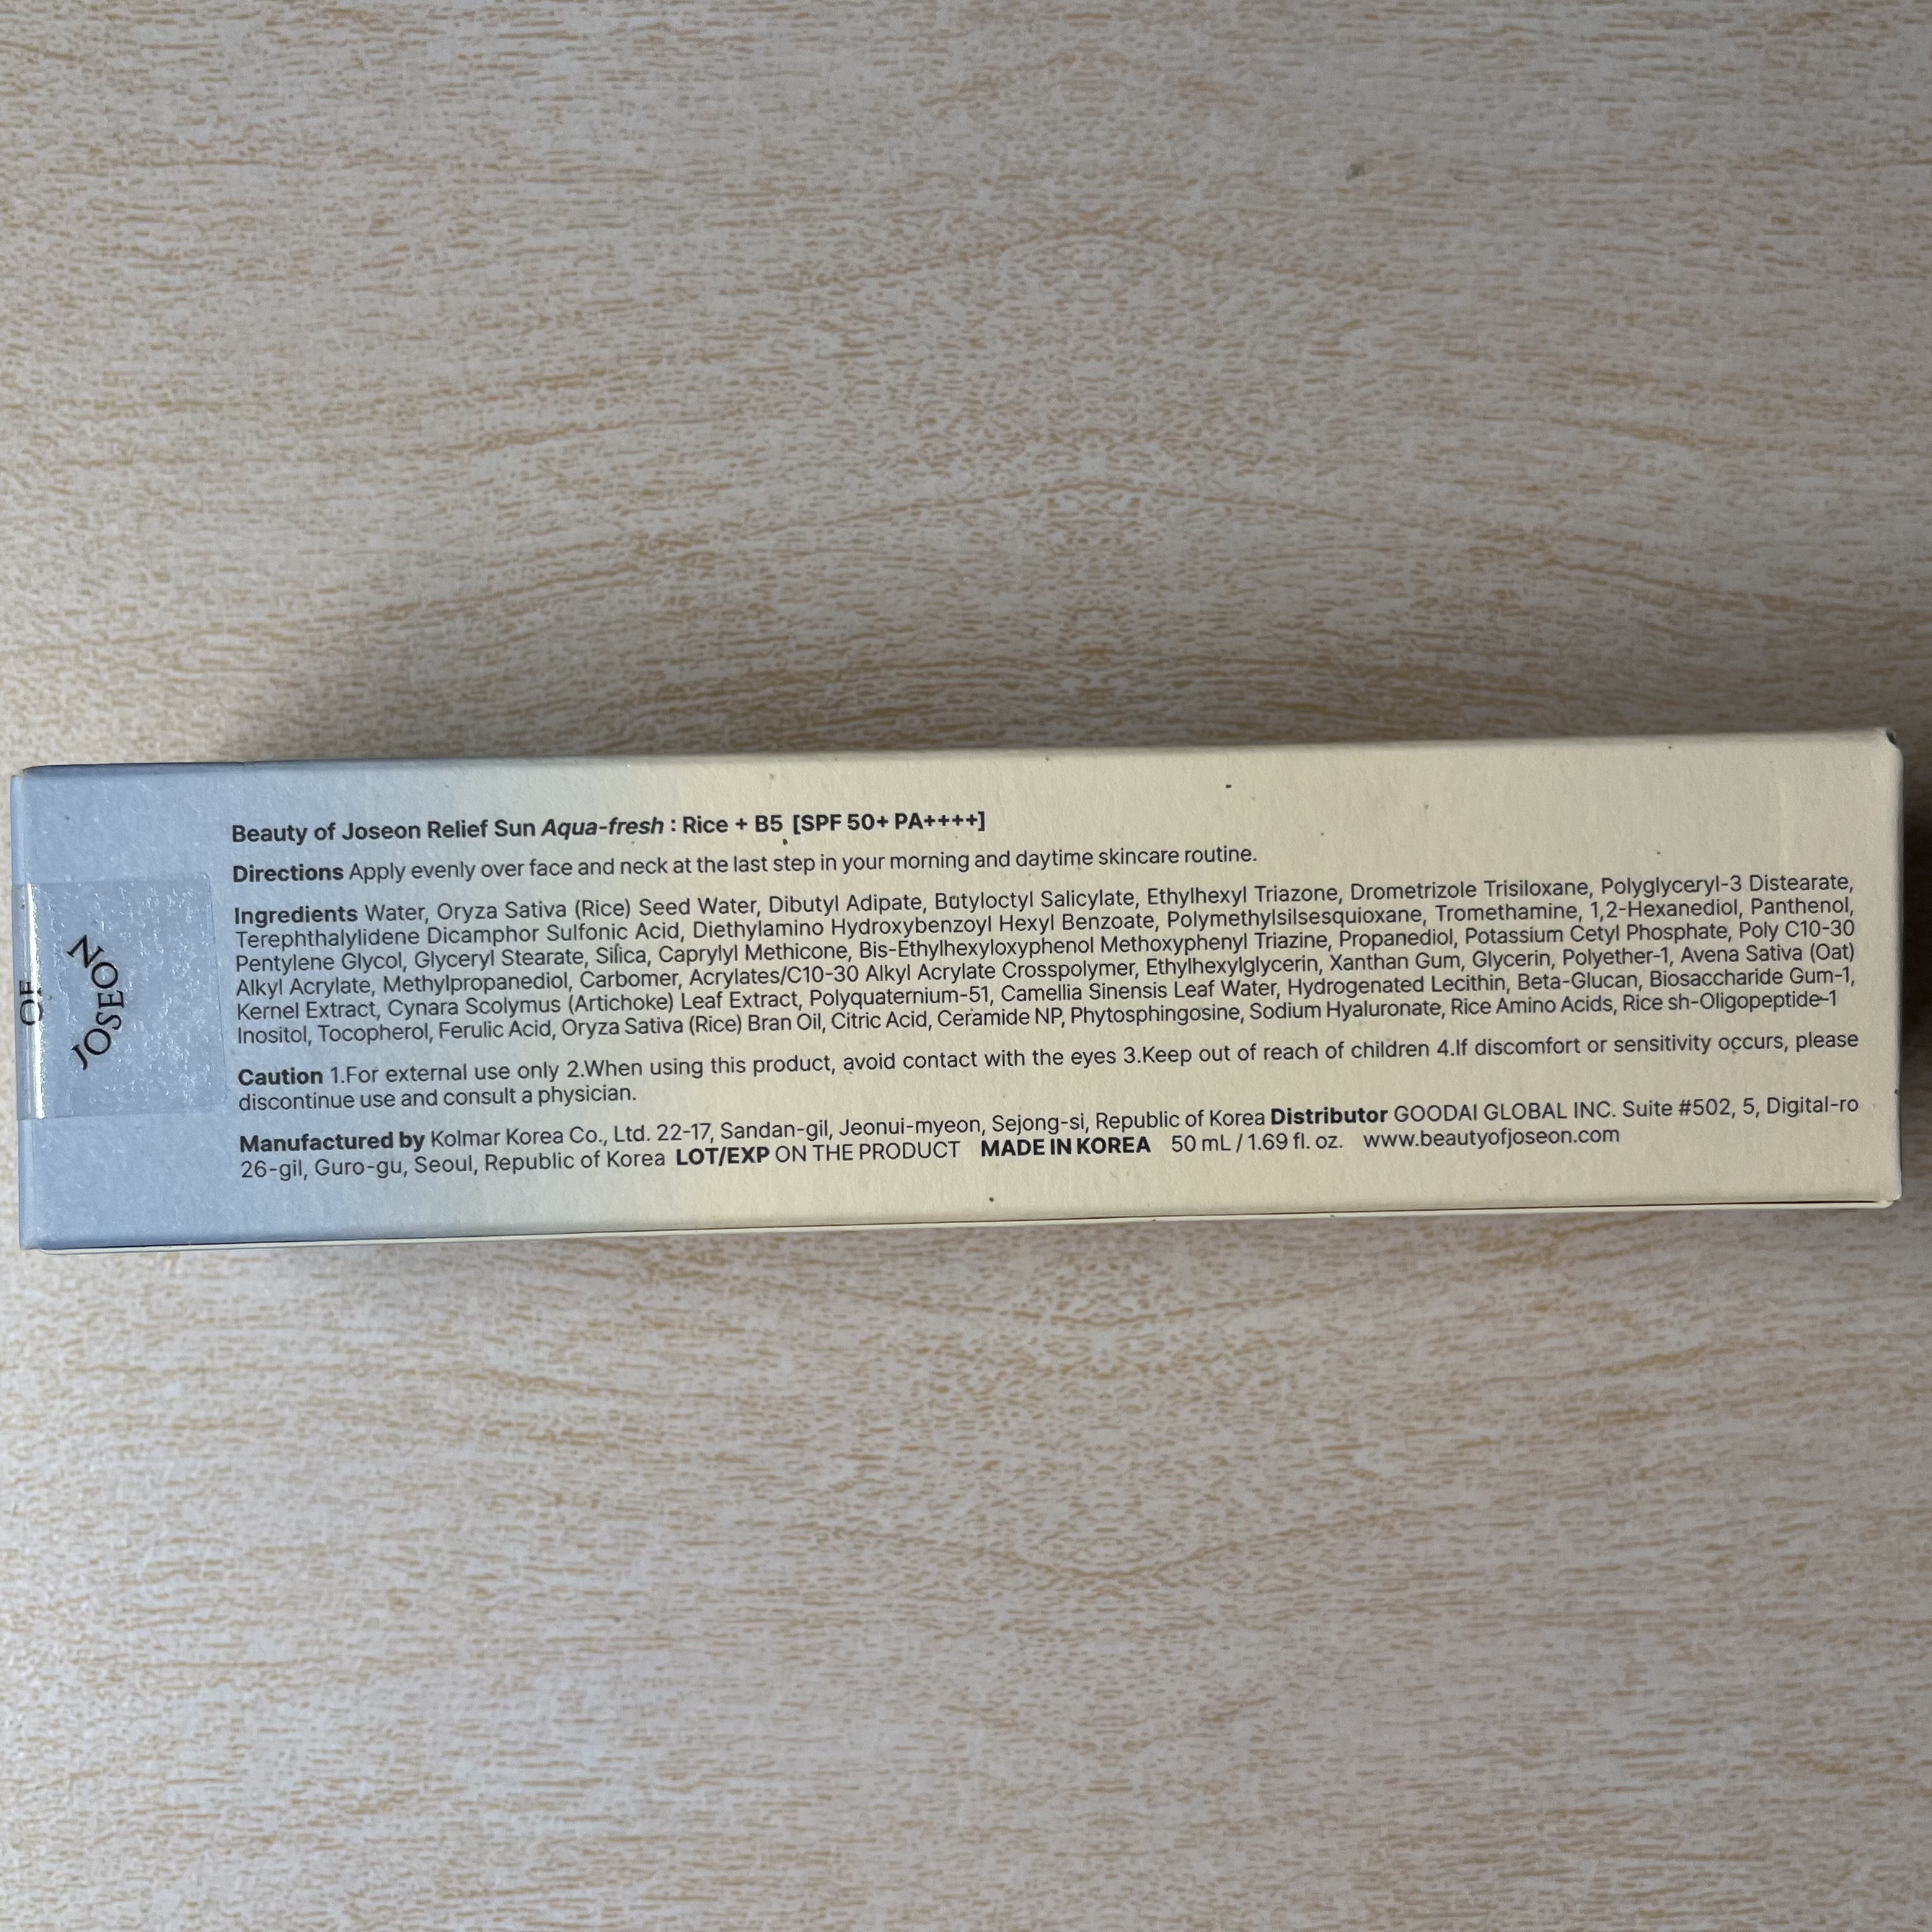 OF
JOSEON
Beauty of Joseon Relief Sun Aqua-fresh : Rice + B5 [SPF 50+ PA++++]
Directions Apply evenly over face and neck at the last step in your morning and daytime skincare routine.
Ingredients Water, Oryza Sativa (Rice) Seed Water, Dibutyl Adipate, Butyloctyl Salicylate, Ethylhexyl Triazone, Drometrizole Trisiloxane, Polyglyceryl-3 Distearate,
Terephthalylidene Dicamphor Sulfonic Acid, Diethylamino Hydroxybenzoyl Hexyl Benzoate, Polymethylsilsesquioxane, Tromethamine, 1,2-Hexanediol, Panthenol,
Pentylene Glycol, Glyceryl Stearate, Silica, Caprylyl Methicone, Bis-Ethylhexyloxyphenol Methoxyphenyl Triazine, Propanediol, Potassium Cetyl Phosphate, Poly C10-30
Alkyl Acrylate, Methylpropanediol, Carbomer, Acrylates/C10-30 Alkyl Acrylate Crosspolymer, Ethylhexylglycerin, Xanthan Gum, Glycerin, Polyether-1, Avena Sativa (Oat)
Kernel Extract, Cynara Scolymus (Artichoke) Leaf Extract, Polyquaternium-51, Camellia Sinensis Leaf Water, Hydrogenated Lecithin, Beta-Glucan, Biosaccharide Gum-1,
Inositol, Tocopherol, Ferulic Acid, Oryza Sativa (Rice) Bran Oil, Citric Acid, Ceramide NP, Phytosphingosine, Sodium Hyaluronate, Rice Amino Acids, Rice sh-Oligopeptide-1
Caution 1.For external use only 2.When using this product, avoid contact with the eyes 3.Keep out of reach of children 4.If discomfort or sensitivity occurs, please
discontinue use and consult a physician.
Manufactured by Kolmar Korea Co., Ltd. 22-17, Sandan-gil, Jeonui-myeon, Sejong-si, Republic of Korea Distributor GOODAI GLOBAL INC. Suite #502, 5, Digital-ro
26-gil, Guro-gu, Seoul, Republic of Korea LOT/EXP ON THE PRODUCT MADE IN KOREA 50 mL / 1.69 fl. oz. www.beautyofjoseon.com